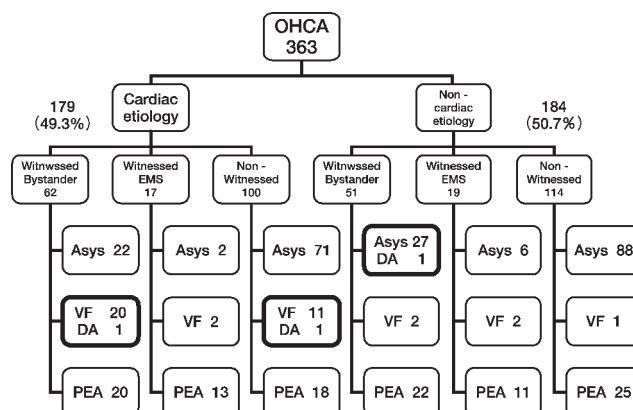 OHCA
363
179
(49.3%)
Cardiac
etiology
Non -
cardiac
etiology
184
(50.7%)
Witnwssed
Bystander
62
Witnessed
EMS
17
Non -
Witnessed
100
Witnwssed
Bystander
51
Witnessed
EMS
19
Non -
Witnessed
114
Asys 22
Asys 2
Asys 71
Asys 27
DA 1
Asys 6
Asys 88
VF 20
DA 1
VF 2
VF 11
DA 1
VF 2
VF 2
VF 1
PEA 20
PEA 13
PEA 18
PEA 22
PEA 11
PEA 25